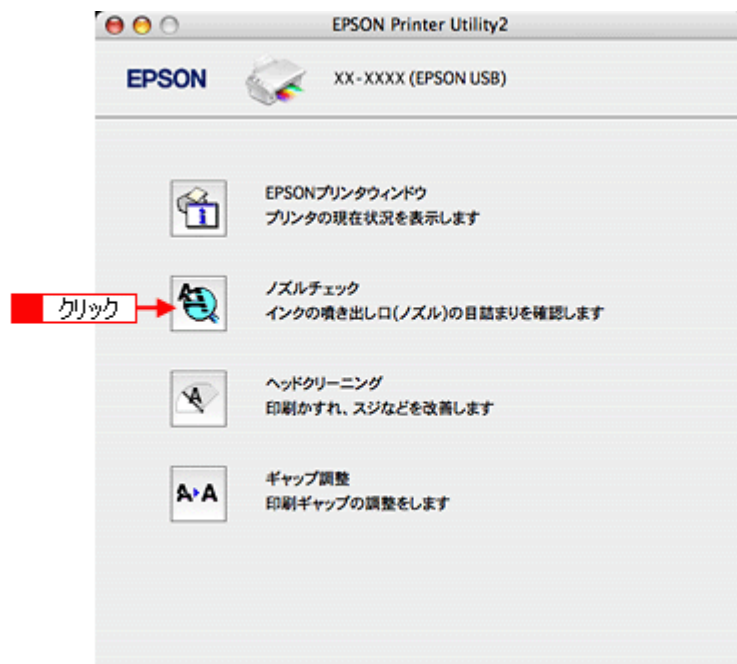 EPSON Printer Utility2
EPSON
XX-XXXX (EPSON USB)
EPSONプリンタウィンドウ
プリンタの現在状況を表示します
クリック
ノズルチェック
インクの噴き出し口(ノズル)の目詰まりを確認します
ヘッドクリーニング
印刷かすれ、スジなどを改善します
A▸A
ギャップ調整
印刷ギャップの調整をします